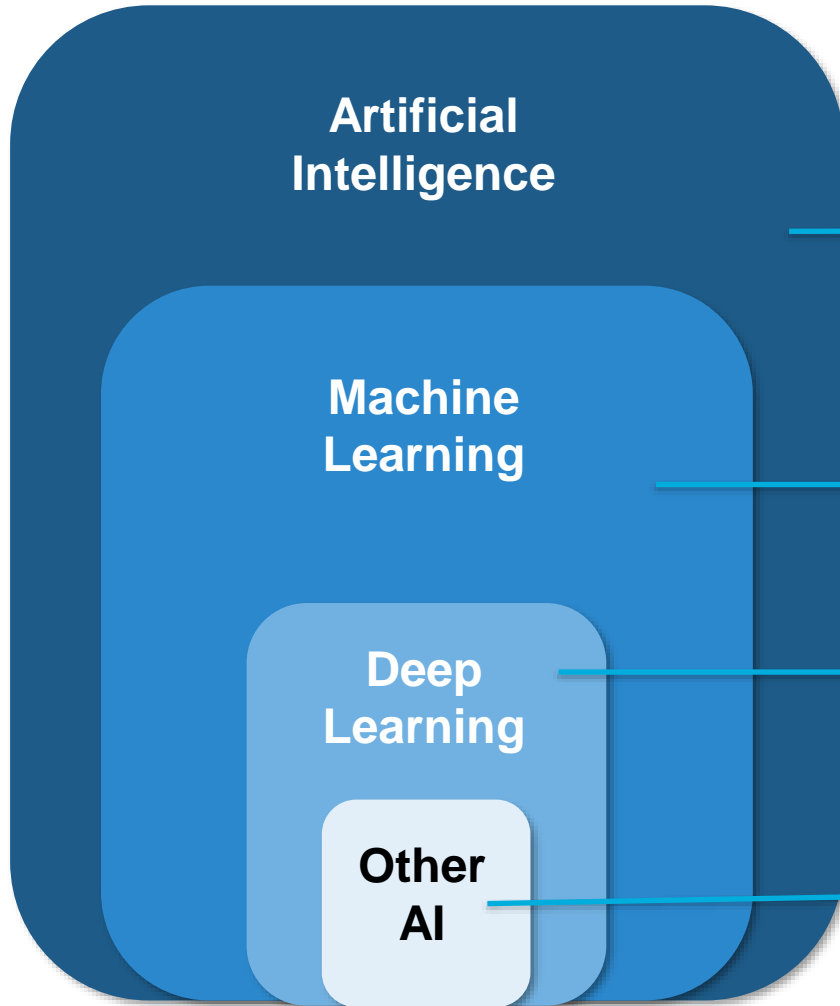 Artificial
Intelligence
Machine
Learning
Deep
Learning
Other
AI